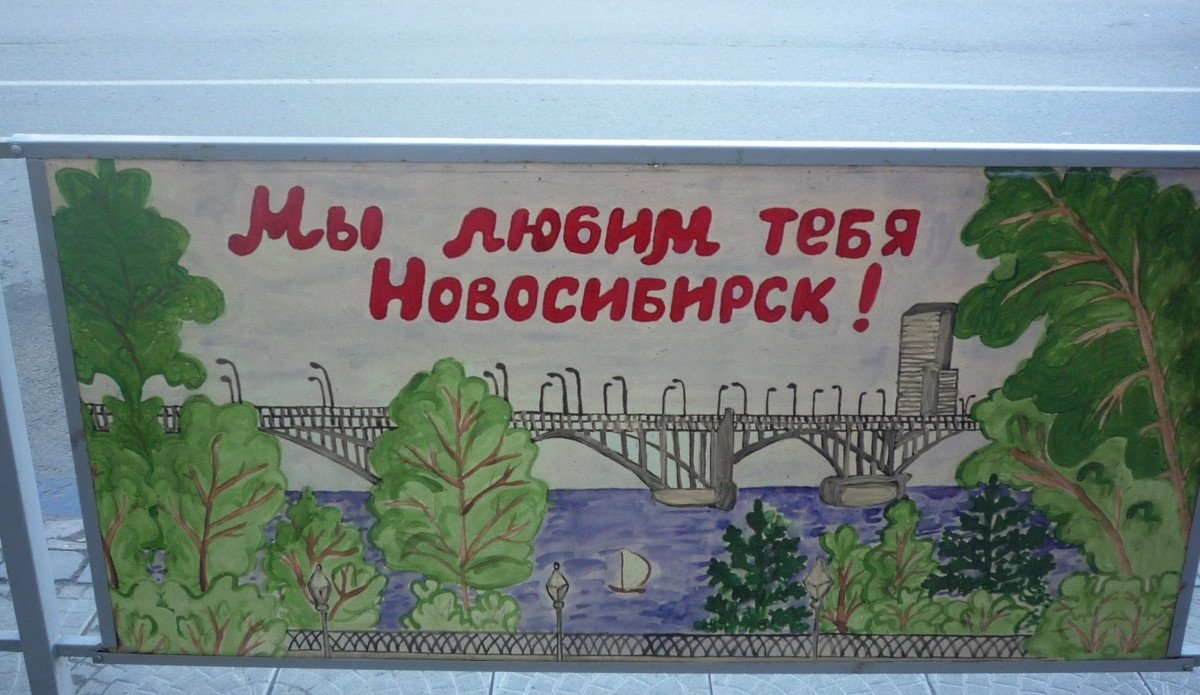 Мы любим тебя
Новосибирск!